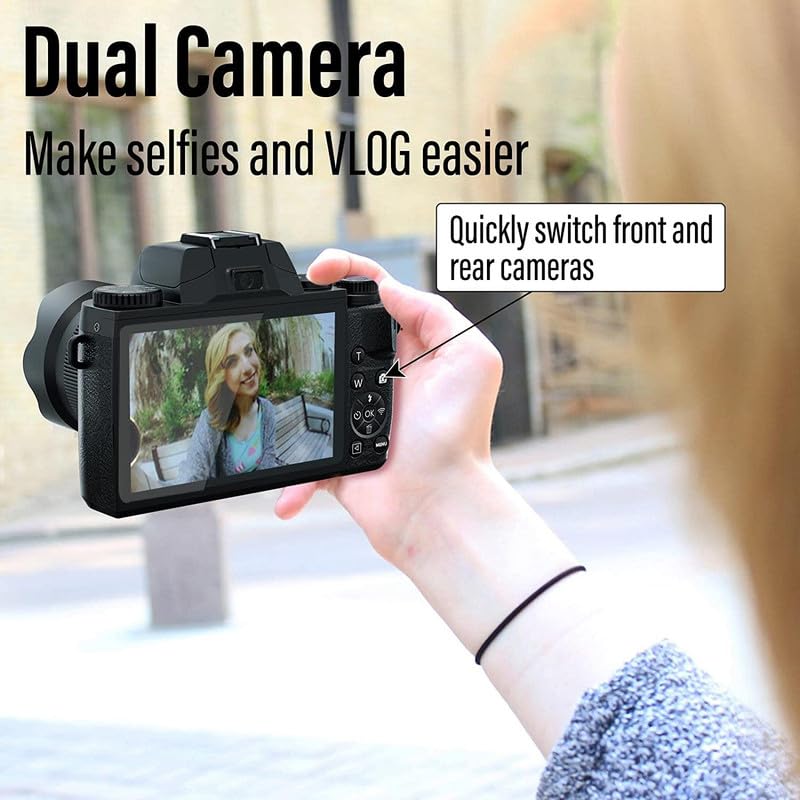 Dual Camera
Make selfies and VLOG easier
Quickly switch front and
rear cameras
T
W
OK
MENU